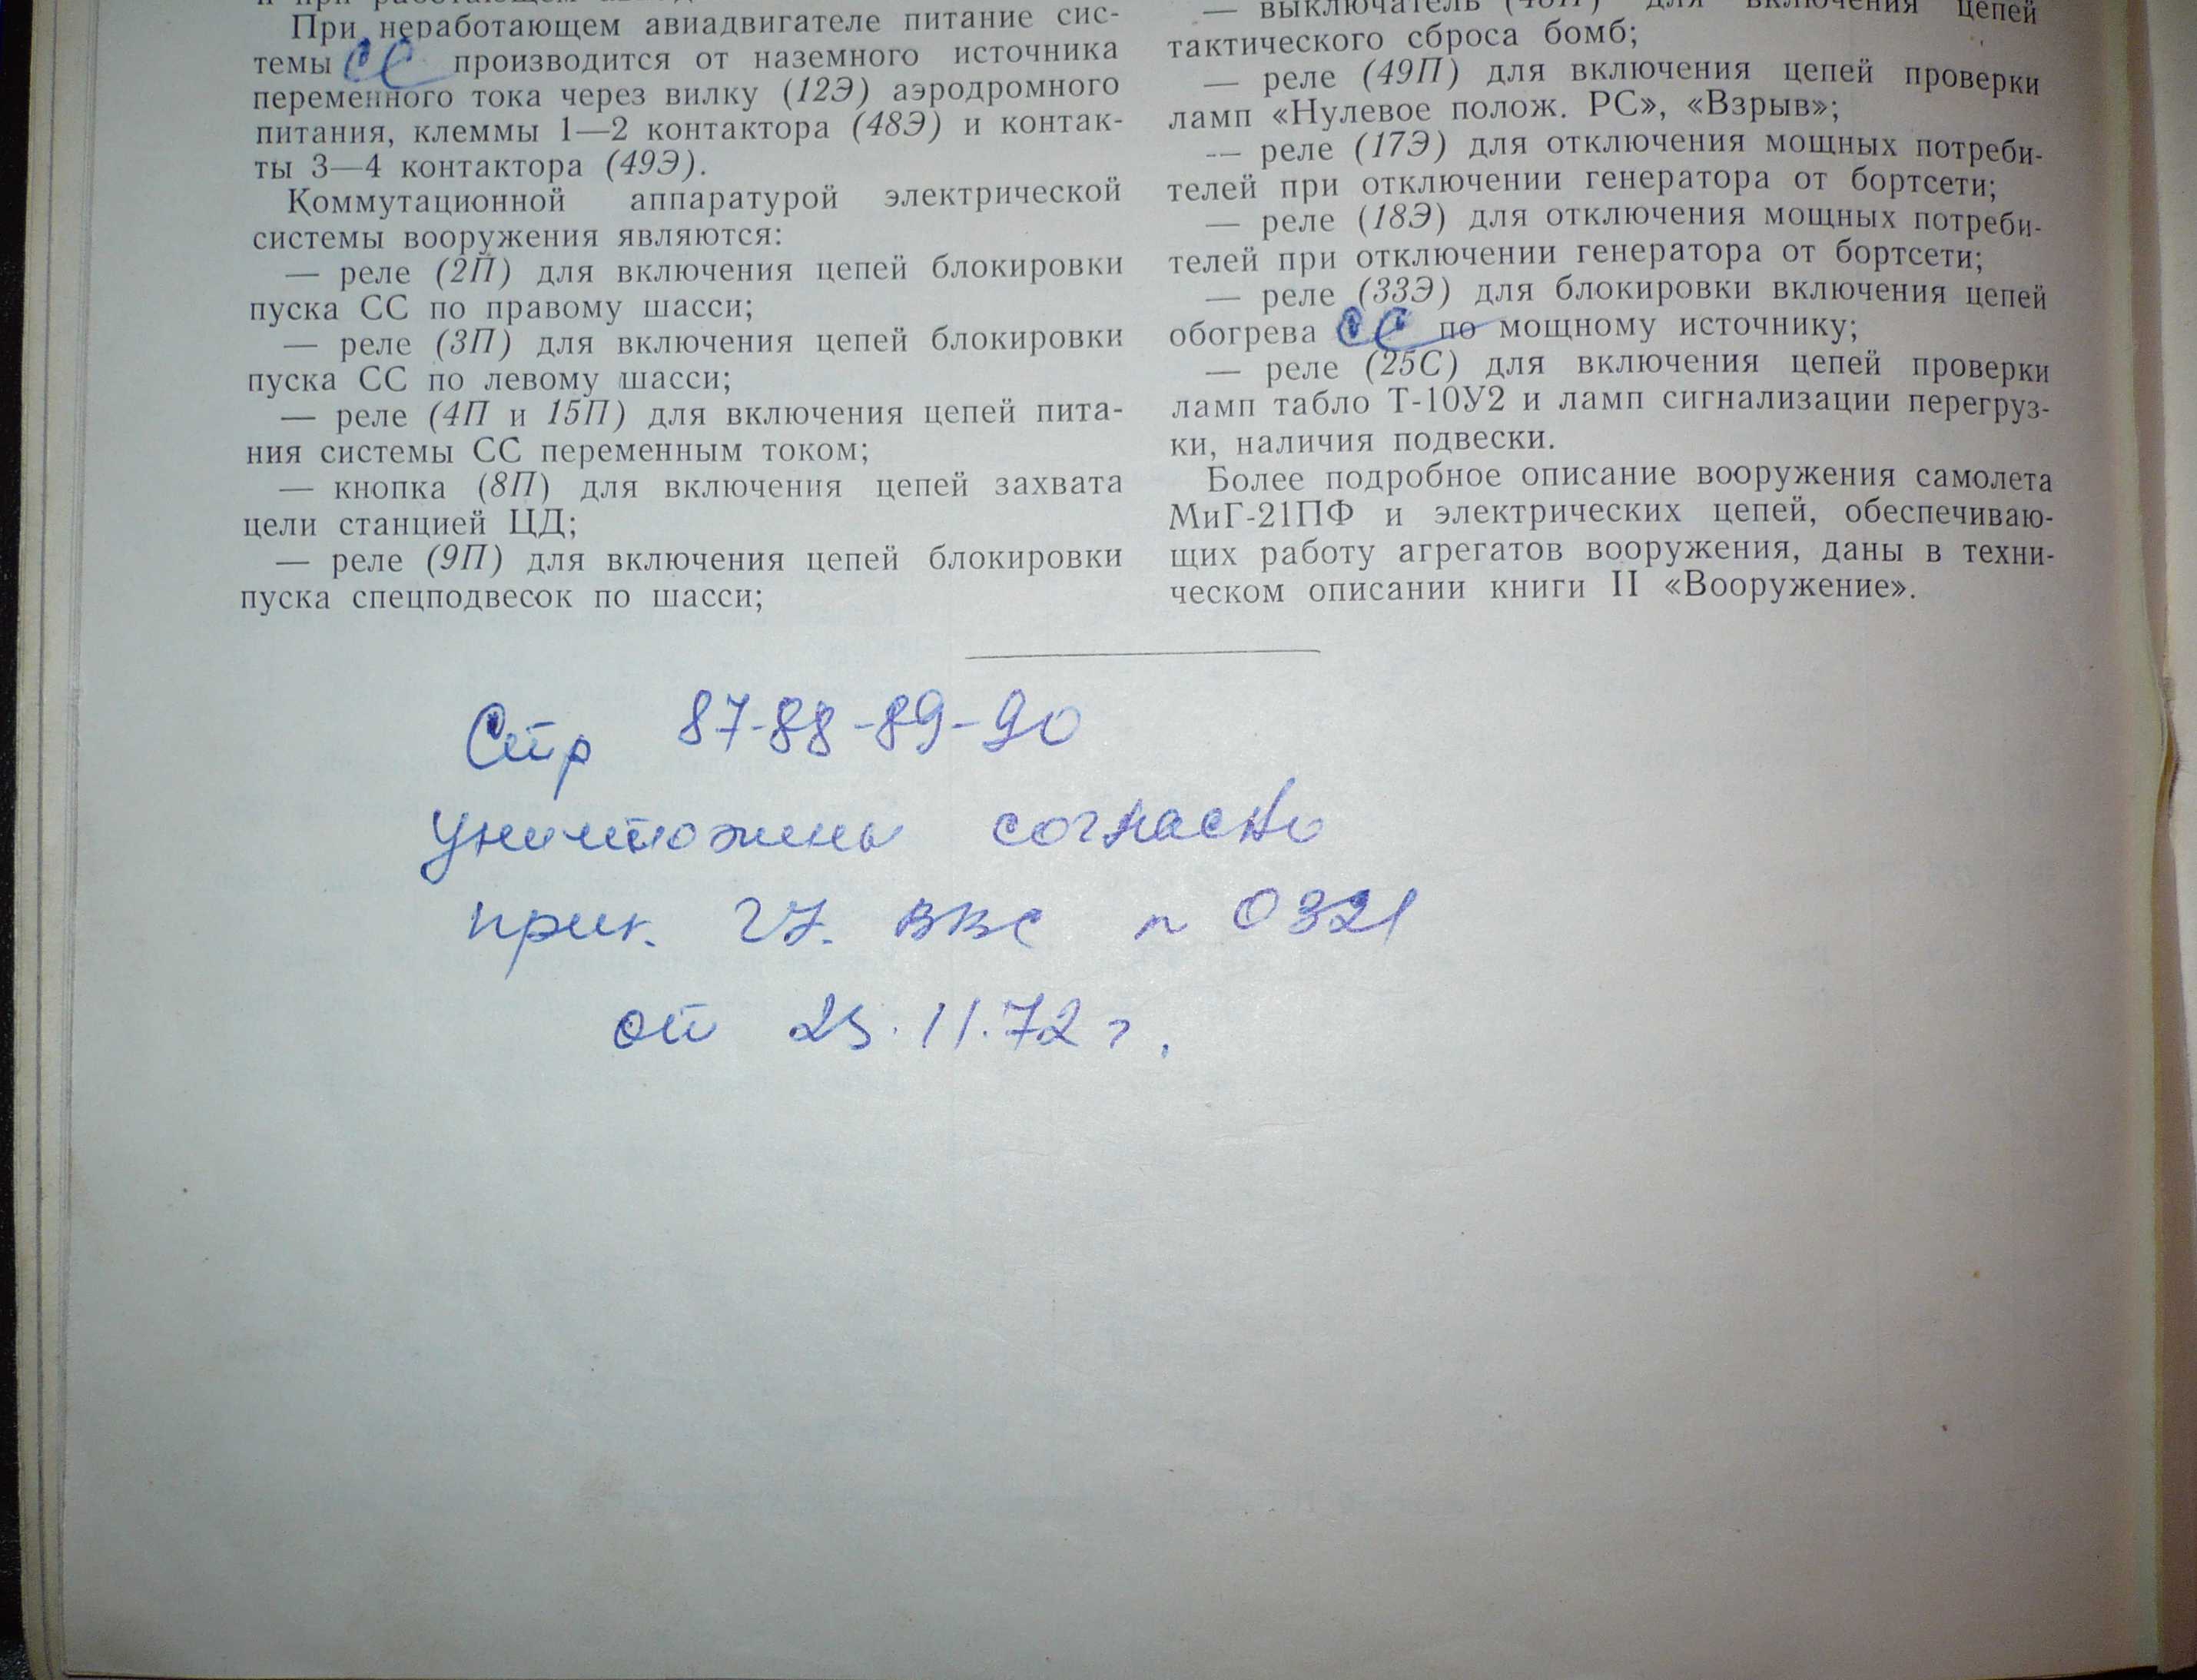 При неработающем авиадвигателе питание сис-
темы СС производится от наземного источника
переменного тока через вилку (12Э) аэродромного
питания, клеммы 1—2 контактора (48Э) и контак-
ты 3—4 контактора (49Э).
Коммутационной аппаратурой электрической
системы вооружения являются:
— реле (2П) для включения цепей блокировки
пуска СС по правому шасси;
— реле (3П) для включения цепей блокировки
пуска СС по левому шасси;
— реле (4П и 15П) для включения цепей пита-
ния системы СС переменным током;
— кнопка (8П) для включения цепей захвата
цели станцией ЦД;
— реле (9П) для включения цепей блокировки
пуска спецподвесок по шасси;
— выключатель для включения цепей
тактического сброса бомб;
— реле (49П) для включения цепей проверки
ламп «Нулевое полож. РС», «Взрыв»;
— реле (17Э) для отключения мощных потреби-
телей при отключении генератора от бортсети;
— реле (18Э) для отключения мощных потреби-
телей при отключении генератора от бортсети;
— реле (33Э) для блокировки включения цепей
обогрева СС по мощному источнику;
— реле (25С) для включения цепей проверки
ламп табло Т-10У2 и ламп сигнализации перегруз-
ки, наличия подвески.
Более подробное описание вооружения самолета
МиГ-21ПФ и электрических цепей, обеспечиваю-
щих работу агрегатов вооружения, даны в техни-
ческом описании книги II «Вооружение».
Стр 87-88-89-90
уничтожены согласно
прик. ВВС № 0321
от 25.11.72 г.